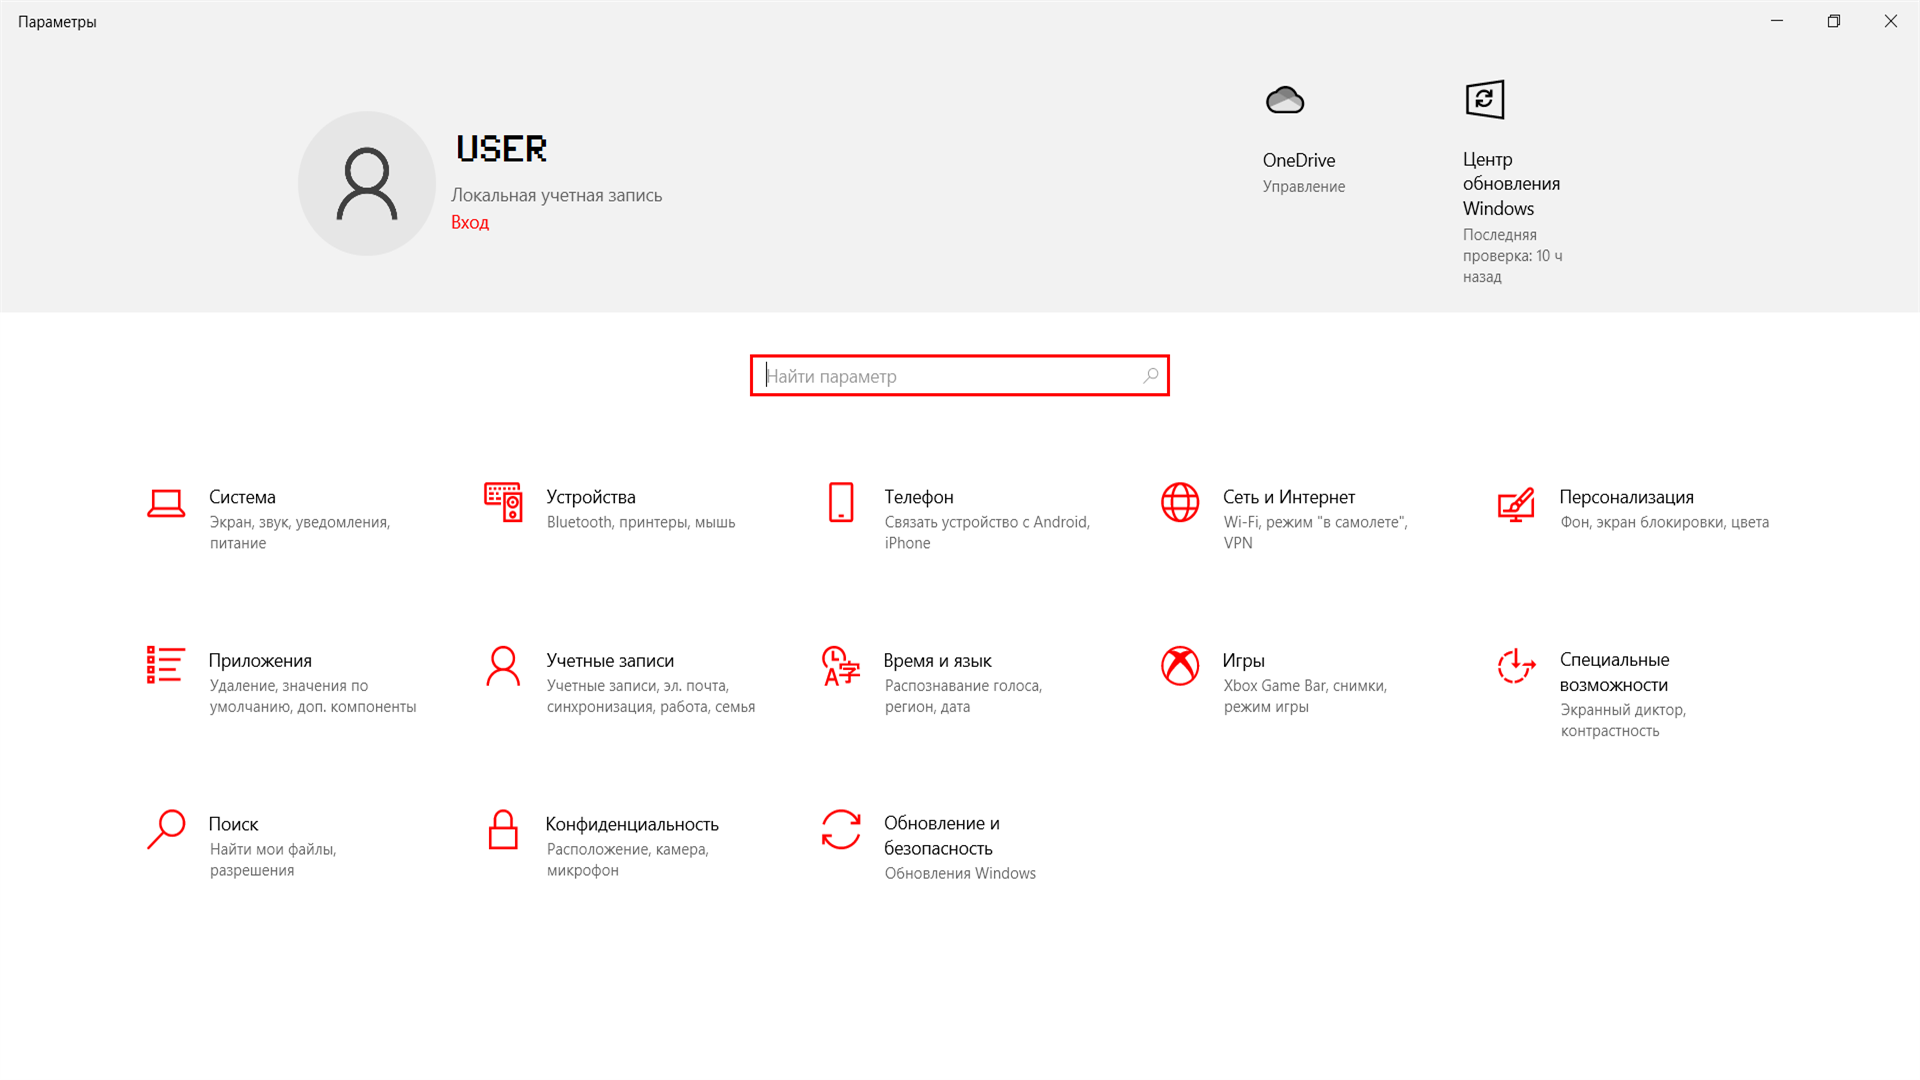 Параметры
USER
Локальная учетная запись
Вход
OneDrive
Управление
Центр
обновления
Windows
Последняя
проверка: 10 ч
назад
Найти параметр
Система
Экран, звук, уведомления,
питание
Устройства
Bluetooth, принтеры, мышь
Телефон
Связать устройство с Android,
iPhone
Сеть и Интернет
Wi-Fi, режим "в самолете",
VPN
Персонализация
Фон, экран блокировки, цвета
Приложения
Удаление, значения по
умолчанию, доп. компоненты
Учетные записи
Учетные записи, эл. почта,
синхронизация, работа, семья
Время и язык
Распознавание голоса,
регион, дата
Игры
Xbox Game Bar, снимки,
режим игры
Специальные
возможности
Экранный диктор,
контрастность
Поиск
Найти мои файлы,
разрешения
Конфиденциальность
Расположение, камера,
микрофон
Обновление и
безопасность
Обновления Windows